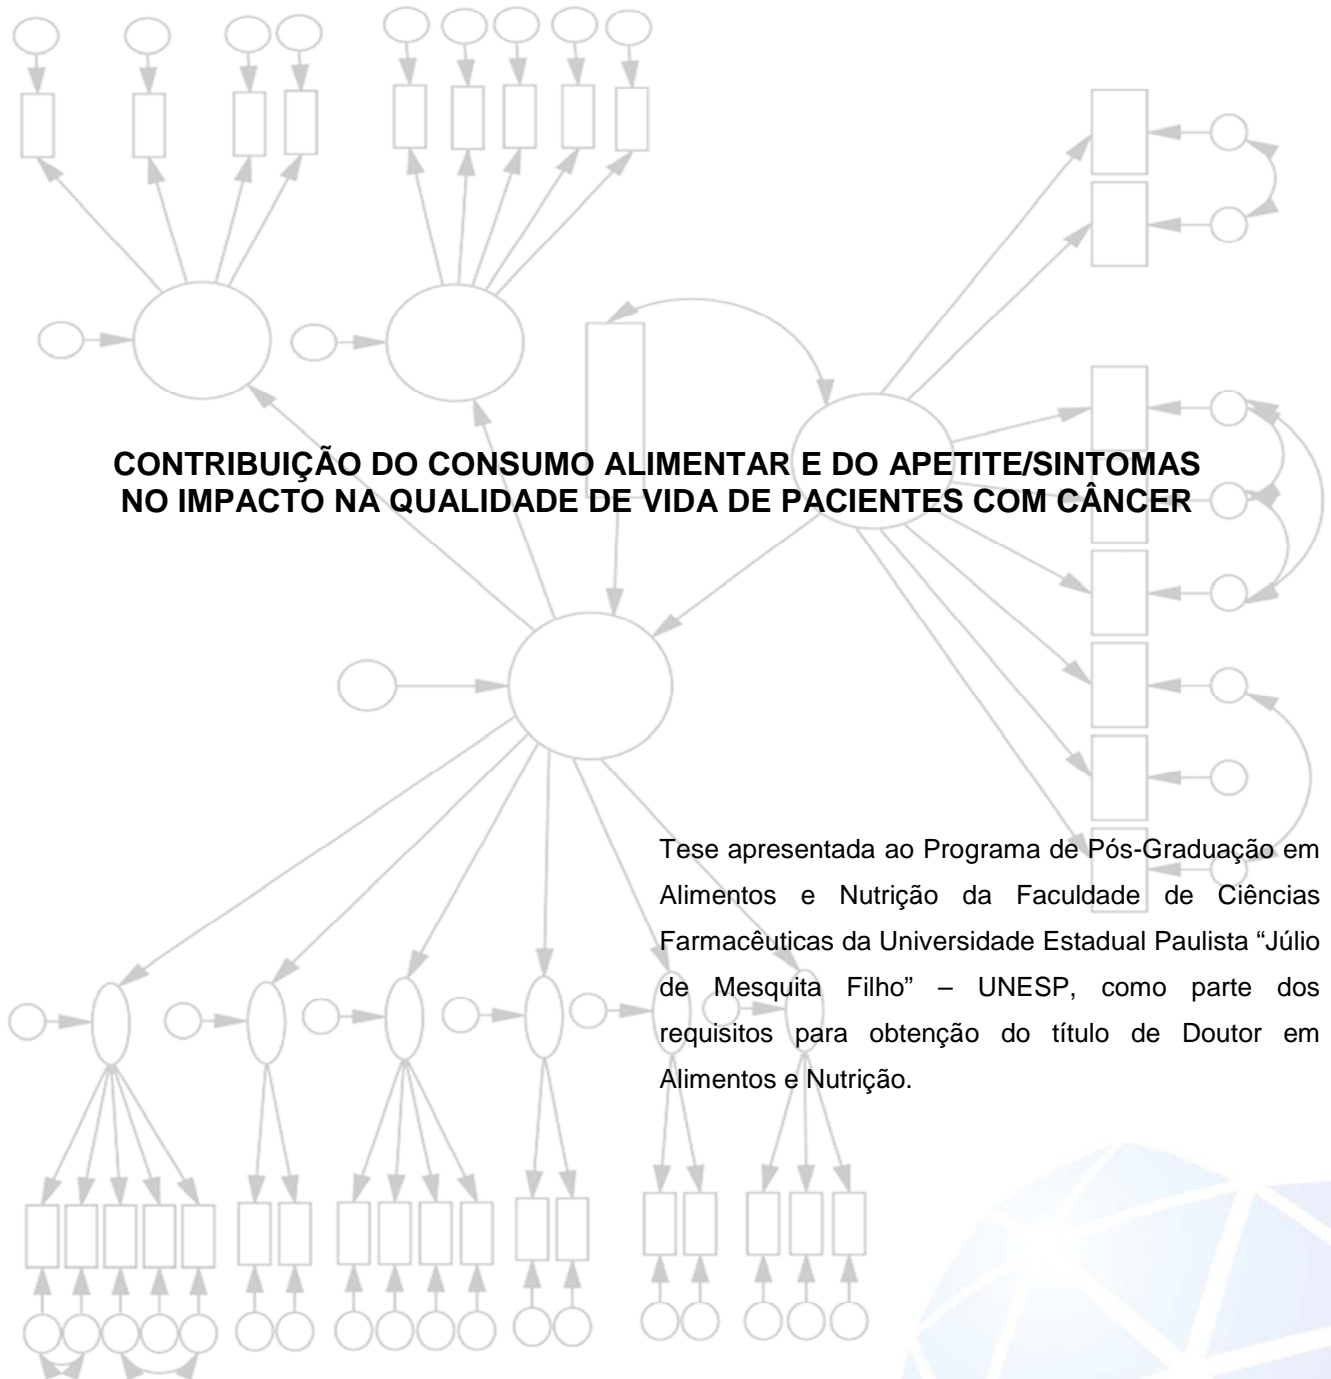 CONTRIBUIÇÃO DO CONSUMO ALIMENTAR E DO APETITE/SINTOMAS
NO IMPACTO NA QUALIDADE DE VIDA DE PACIENTES COM CÂNCER
Tese apresentada ao Programa de Pós-Graduação em
Alimentos e Nutrição da Faculdade de Ciências
Farmacêuticas da Universidade Estadual Paulista “Júlio
de Mesquita Filho” – UNESP, como parte dos
requisitos para obtenção do título de Doutor em
Alimentos e Nutrição.